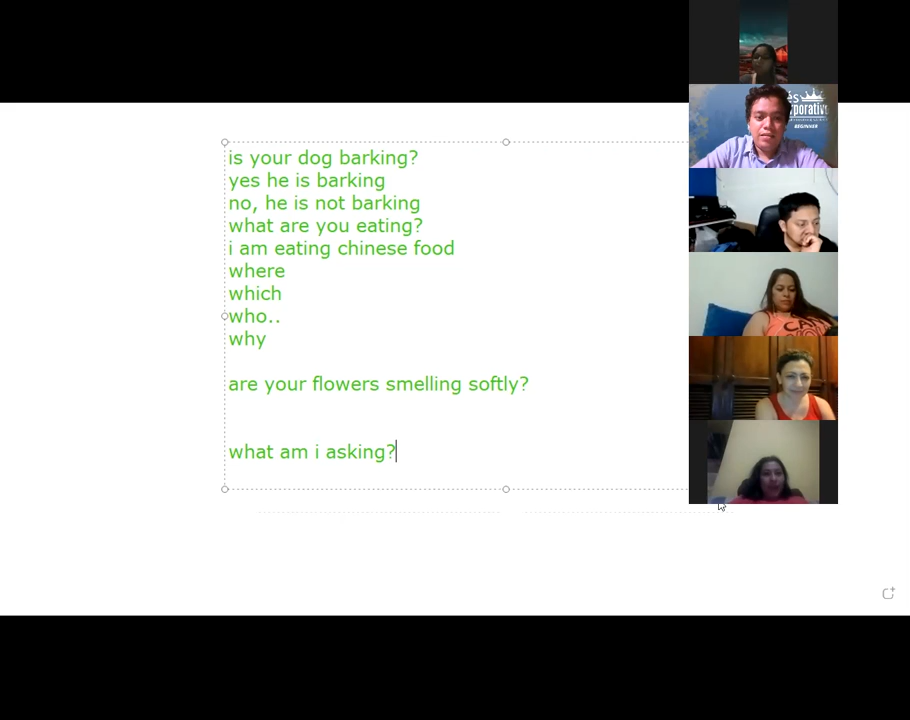 is your dog barking?
yes he is barking
no, he is not barking
what are you eating?
i am eating chinese food
where
which
who..
why
are your flowers smelling softly?
what am i asking?
BEGINNER